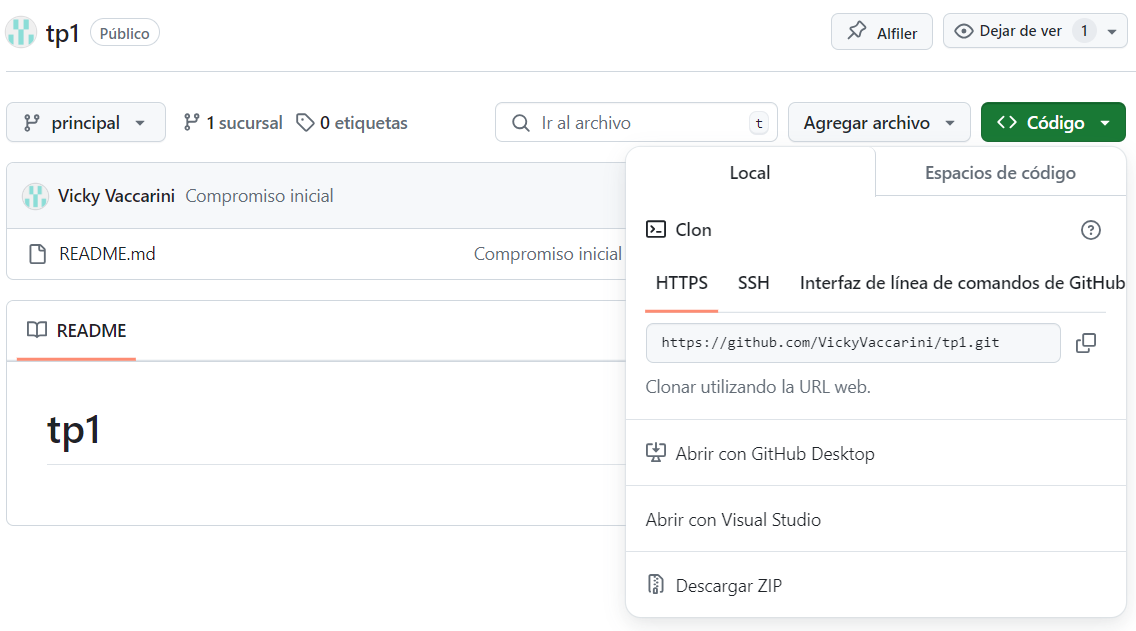 tp1 Público Alfiler Dejar de ver 1
principal 1 sucursal 0 etiquetas Ir al archivo t Agregar archivo <> Código
Vicky Vaccarini Compromiso inicial
README.md Compromiso inicial
README
tp1
Local Espacios de código
Clon
HTTPS SSH Interfaz de línea de comandos de GitHub
https://github.com/VickyVaccarini/tp1.git
Clonar utilizando la URL web.
Abrir con GitHub Desktop
Abrir con Visual Studio
Descargar ZIP